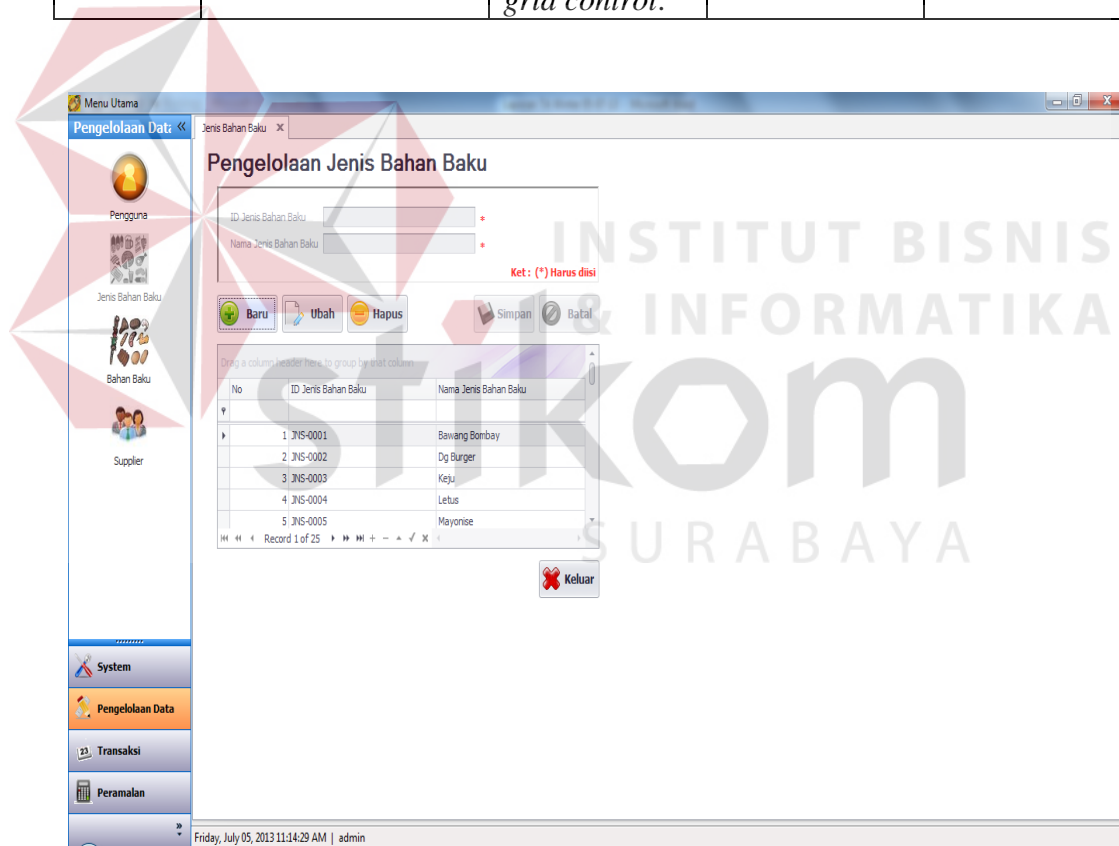 grid control.
Menu Utama
Pengelolaan Data «
Jenis Bahan Baku x
Pengelolaan Jenis Bahan Baku
Pengguna
Jenis Bahan Baku
Bahan Baku
Supplier
ID Jenis Bahan Baku *
Nama Jenis Bahan Baku *
Ket : (*) Harus diisi
Baru Ubah Hapus Simpan Batal
Drag a column header here to group by that column
No ID Jenis Bahan Baku Nama Jenis Bahan Baku
1 JNS-0001 Bawang Bombay
2 JNS-0002 Dg Burger
3 JNS-0003 Keju
4 JNS-0004 Letus
5 JNS-0005 Mayonise
Record 1 of 25
Keluar
System
Pengelolaan Data
23 Transaksi
Peramalan
»
Friday, July 05, 2013 11:14:29 AM | admin
INSTITUT BISNIS
& INFORMATIKA
stikom
SURABAYA